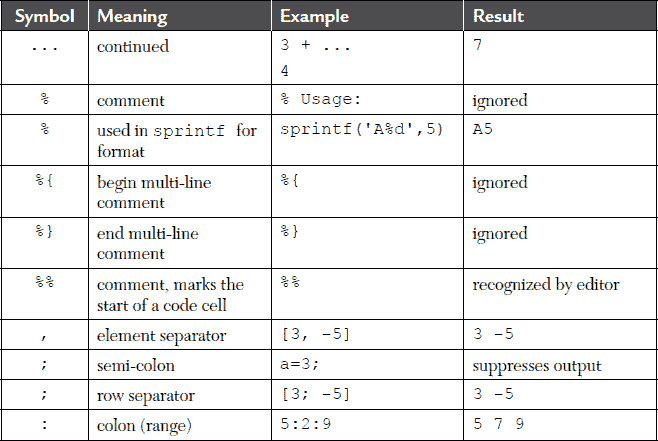 Symbol Meaning Example Result
... continued 3 + ... 7
4
% comment % Usage: ignored
% used in sprintf for sprintf('A%d',5) A5
format
%{ begin multi-line %{ ignored
comment
%} end multi-line %} ignored
comment
%% comment, marks the %% recognized by editor
start of a code cell
, element separator [3, -5] 3 -5
; semi-colon a=3; suppresses output
; row separator [3; -5] 3 -5
: colon (range) 5:2:9 5 7 9